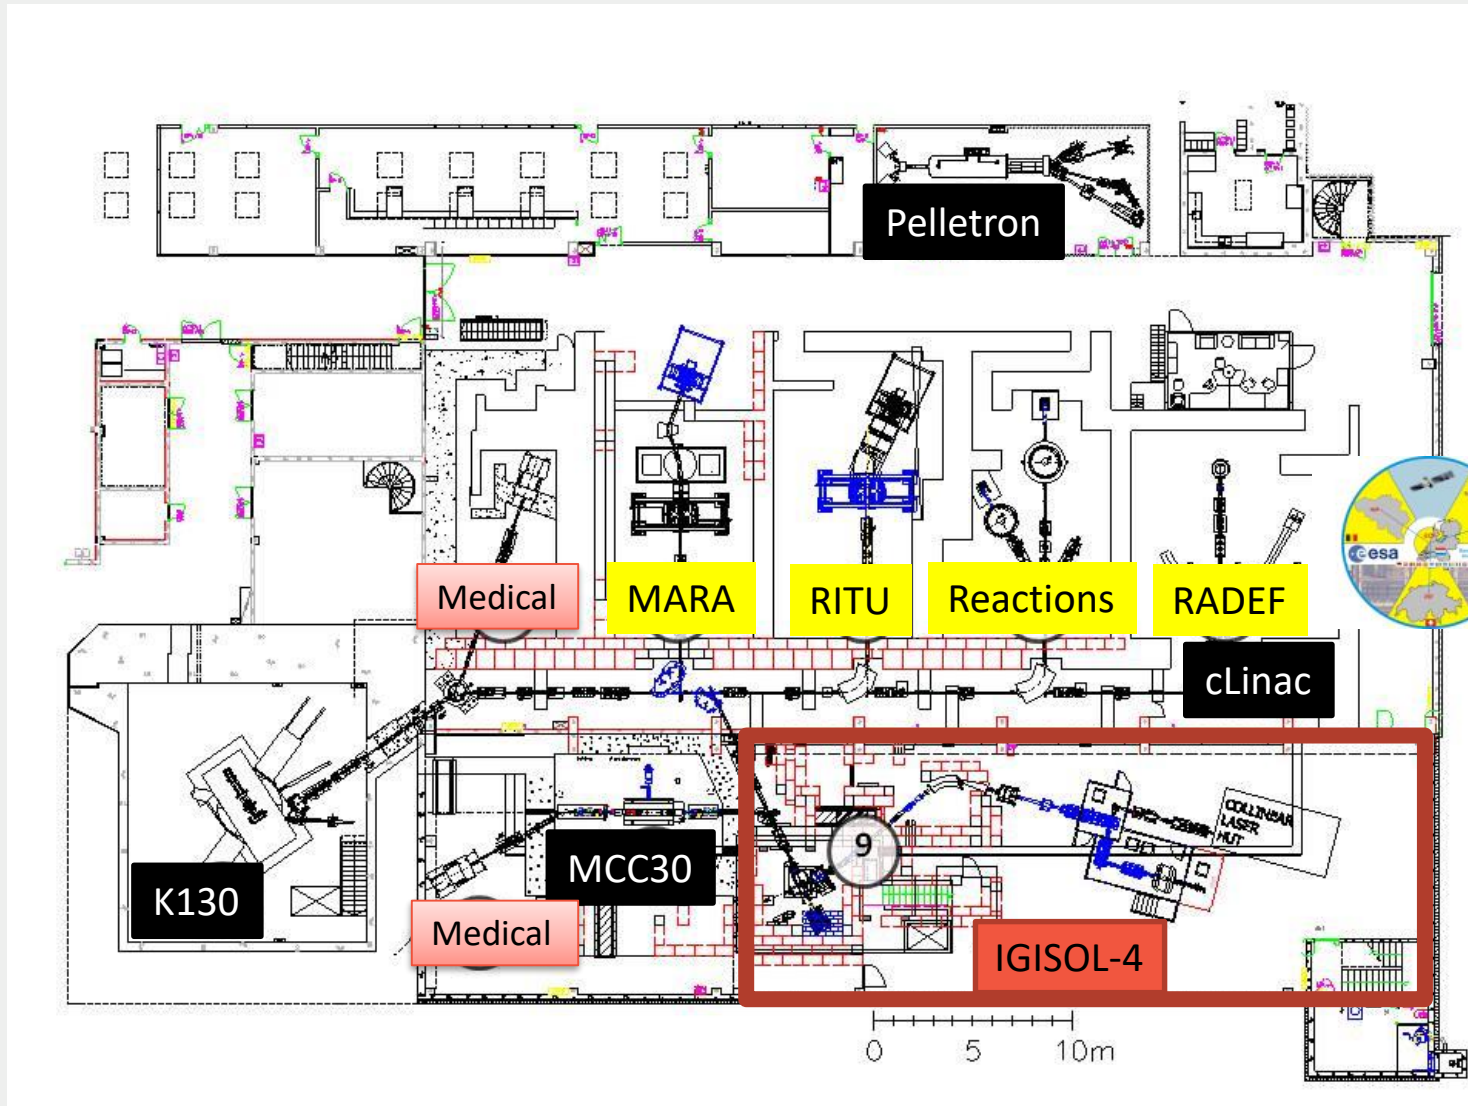 Pelletron
esa
Medical
MARA
RITU
Reactions
RADEF
cLinac
COLLINEAR
LASER
HUT
9
MCC30
K130
Medical
IGISOL-4
0 5 10m